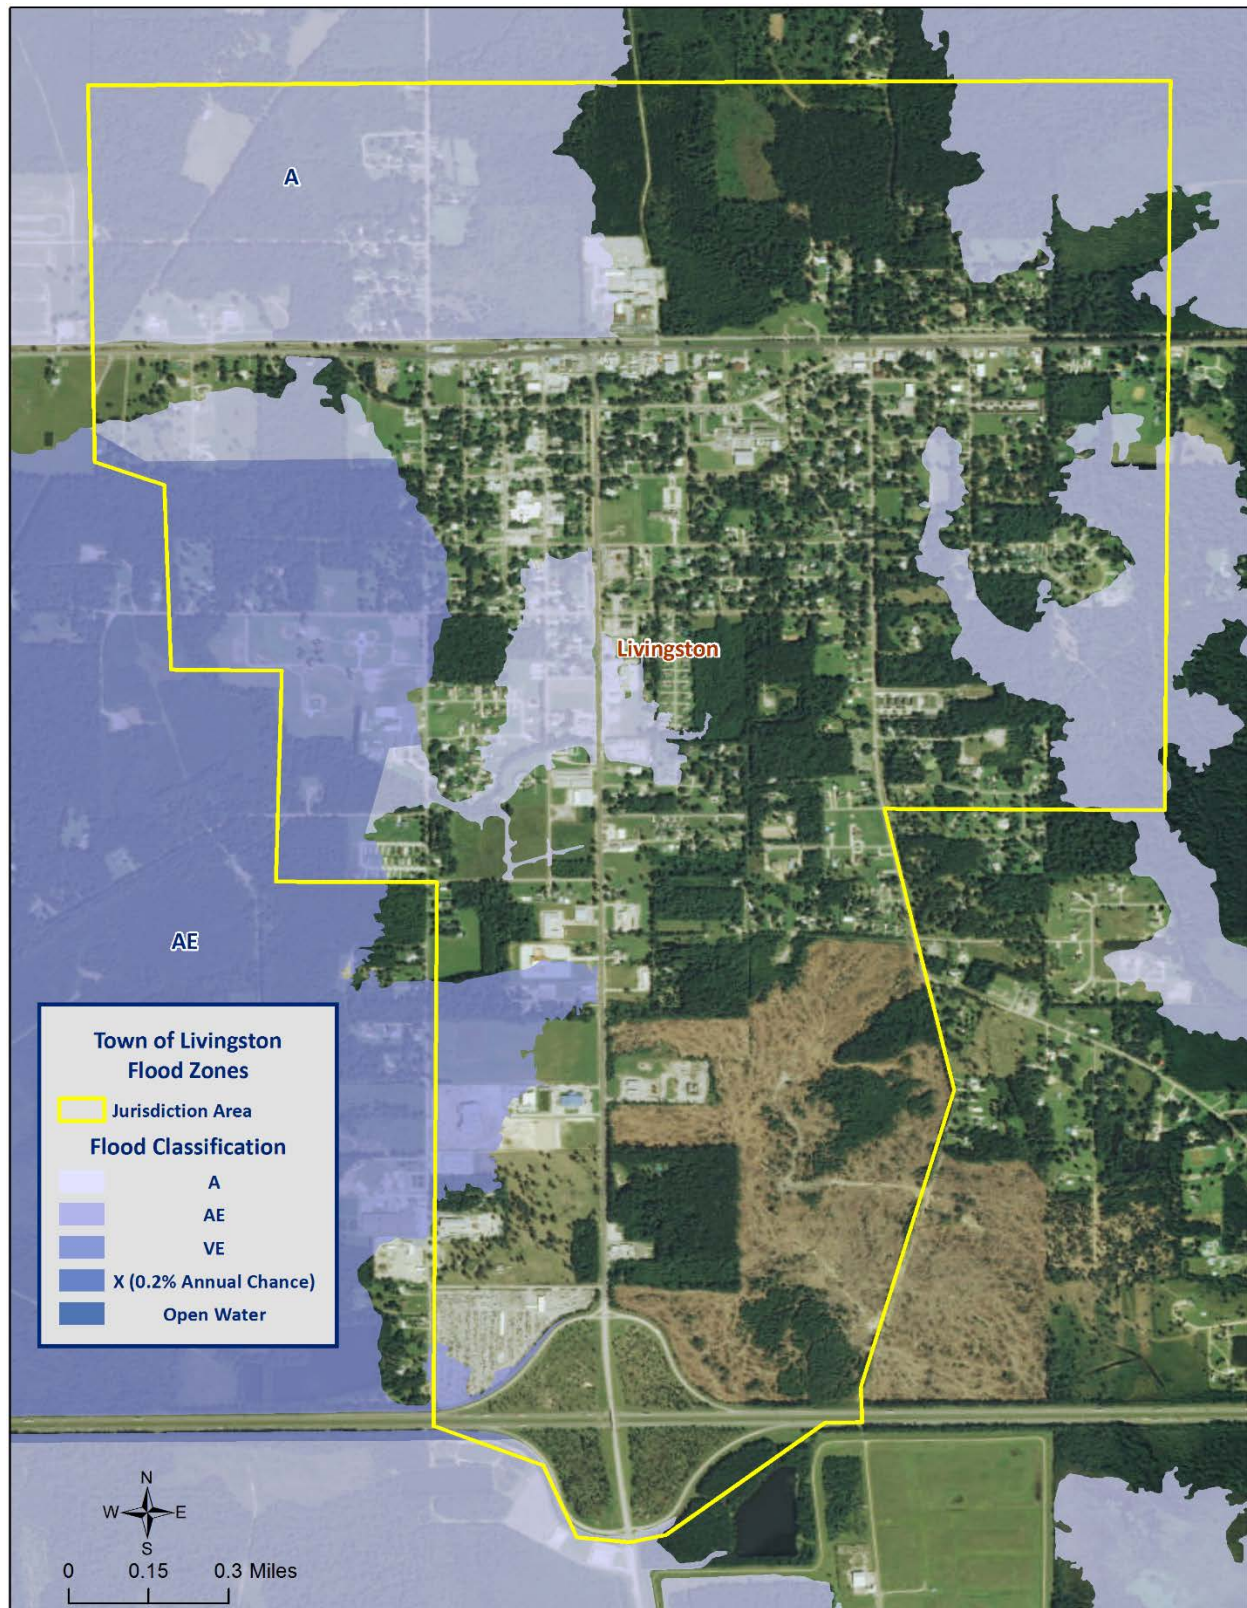 A
Livingston
AE
Town of Livingston
Flood Zones
Jurisdiction Area
Flood Classification
A
AE
VE
X (0.2% Annual Chance)
Open Water
N
W E
S
0 0.15 0.3 Miles